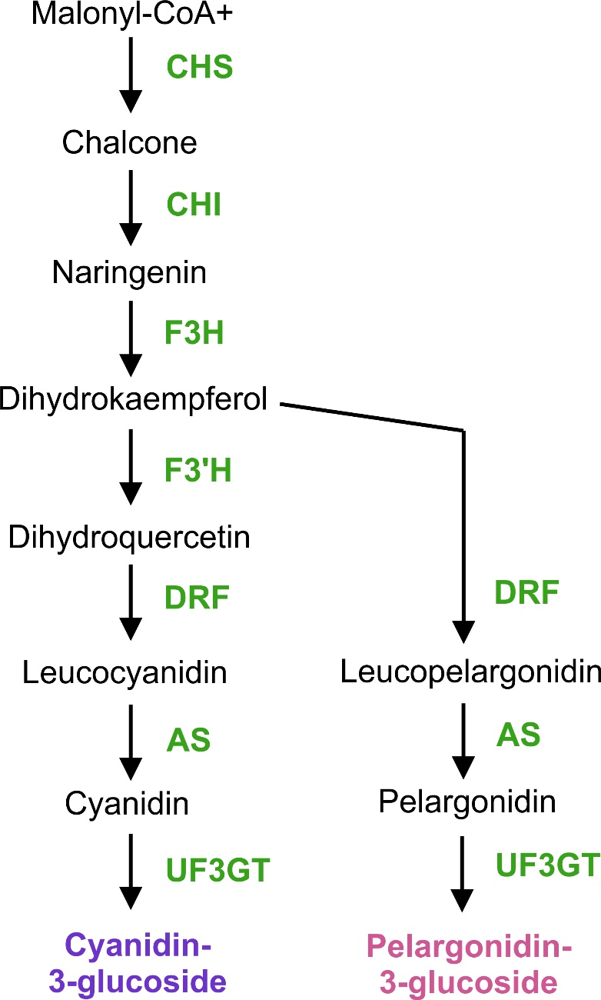 Malonyl-CoA+
CHS
Chalcone
CHI
Naringenin
F3H
Dihydrokaempferol
F3'H
Dihydroquercetin
DRF
DRF
Leucocyanidin
Leucopelargonidin
AS
AS
Cyanidin
Pelargonidin
UF3GT
UF3GT
Cyanidin-
3-glucoside
Pelargonidin-
3-glucoside